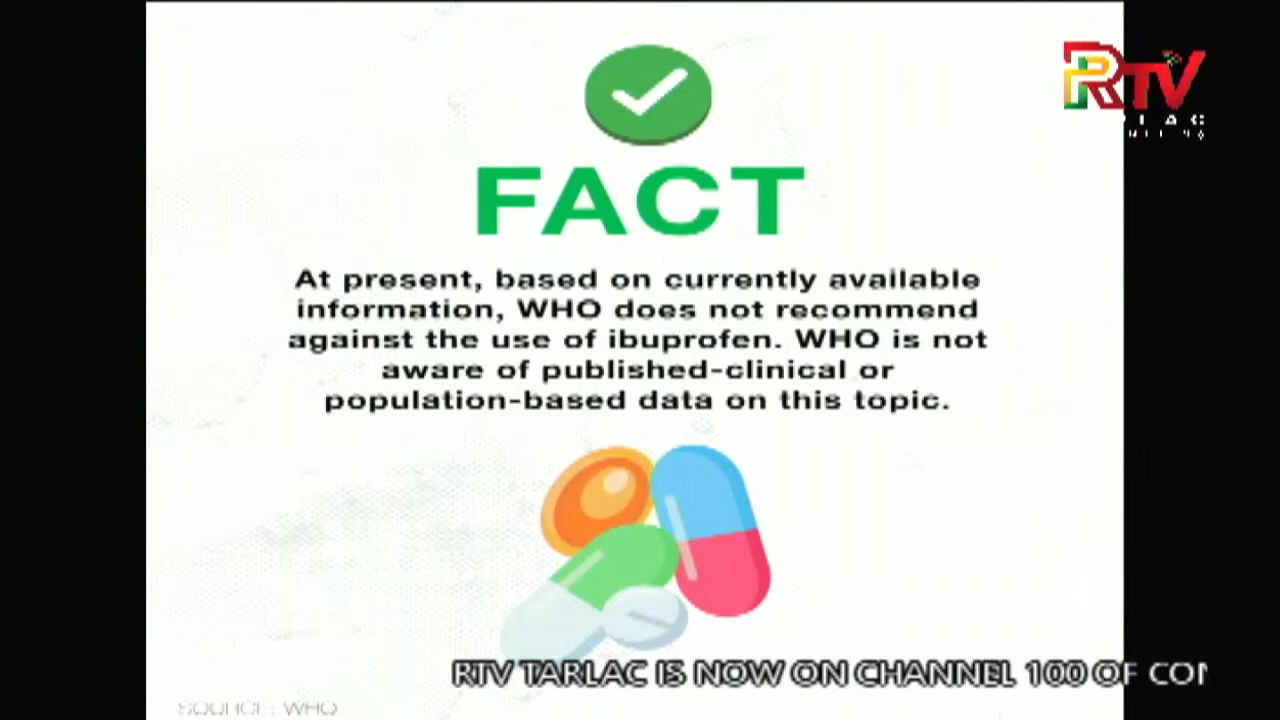 RTV
FACT
At present, based on currently available
information, WHO does not recommend
against the use of ibuprofen. WHO is not
aware of published-clinical or
population-based data on this topic.
RTV TARLAC IS NOW ON CHANNEL 100 OF
SOURCE: WHO